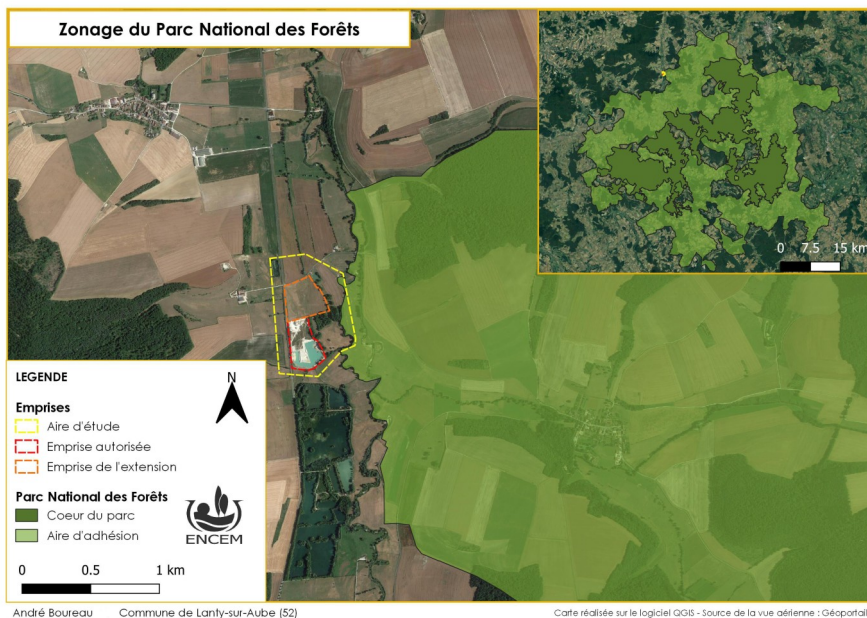 Zonage du Parc National des Forêts
0 7.5 15 km
LEGENDE
N
Emprises
Aire d'étude
Emprise autorisée
Emprise de l'extension
Parc National des Forêts
Coeur du parc
Aire d'adhésion
ENCEM
0 0.5 1 km
André Boureau Commune de Lanty-sur-Aube (52)
Carte réalisée sur le logiciel QGIS - Source de la vue aérienne : Géoportail